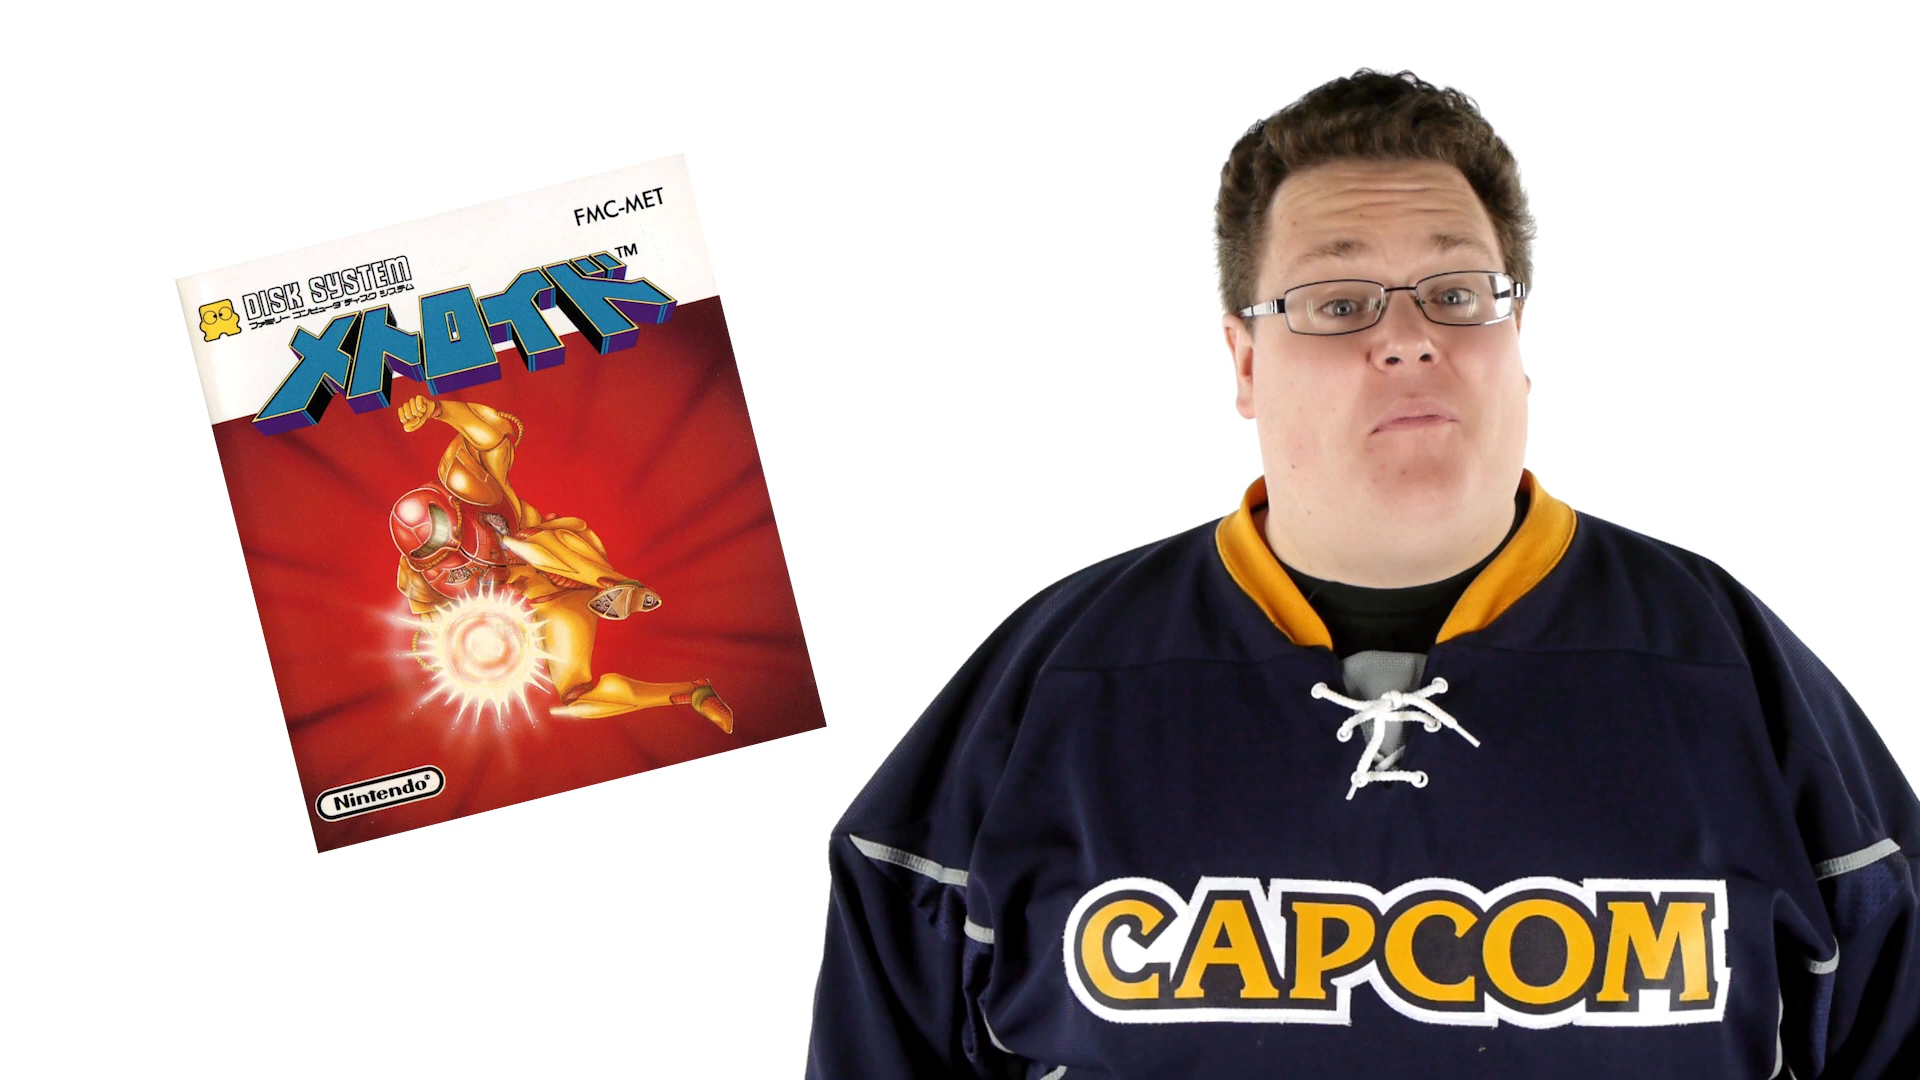 FMC-MET
DISK SYSTEM
ファミリー コンピュータ ディスク システム
メトロイド™
Nintendo®
CAPCOM